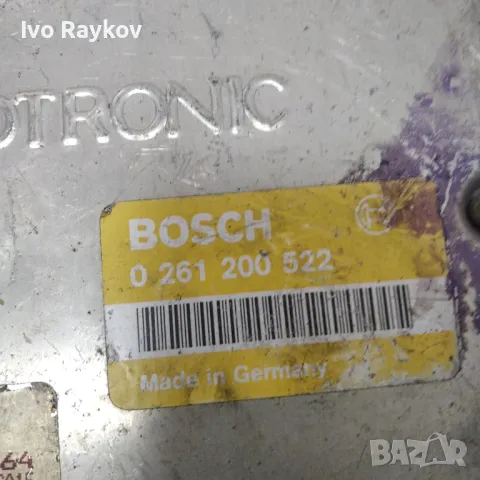 Ivo Raykov
OTRONIC
BOSCH
0 261 200 522
Made in Germany
64
BAZAR